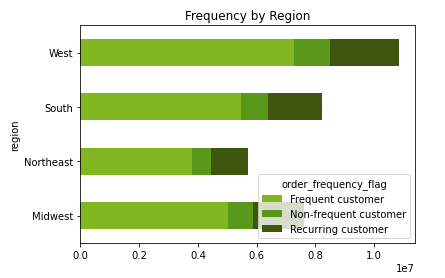 Frequency by Region
region
West
South
Northeast
Midwest
order_frequency_flag
Frequent customer
Non-frequent customer
Recurring customer
0.0 0.2 0.4 0.6 0.8 1.0
1e7